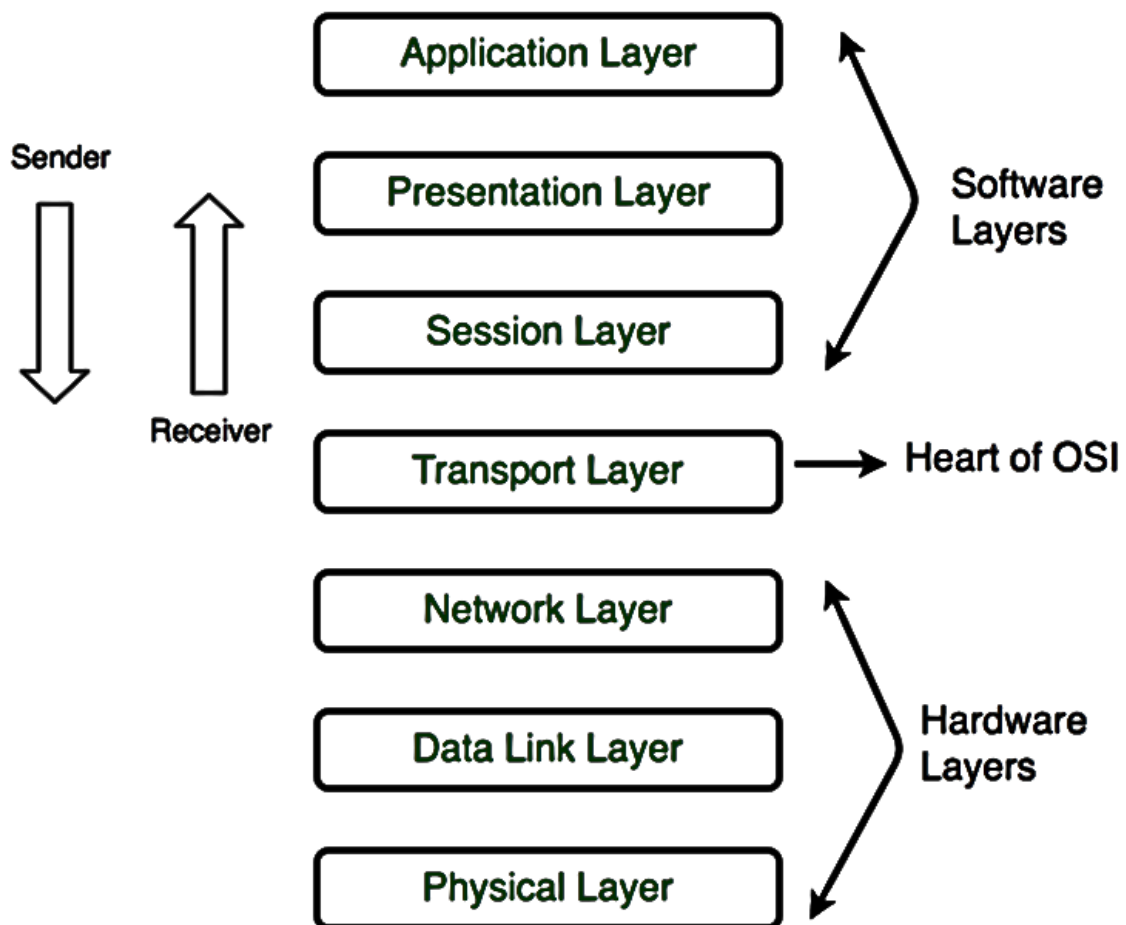 Application Layer
Sender
Presentation Layer
Software
Layers
Session Layer
Receiver
Transport Layer
Heart of OSI
Network Layer
Hardware
Layers
Data Link Layer
Physical Layer